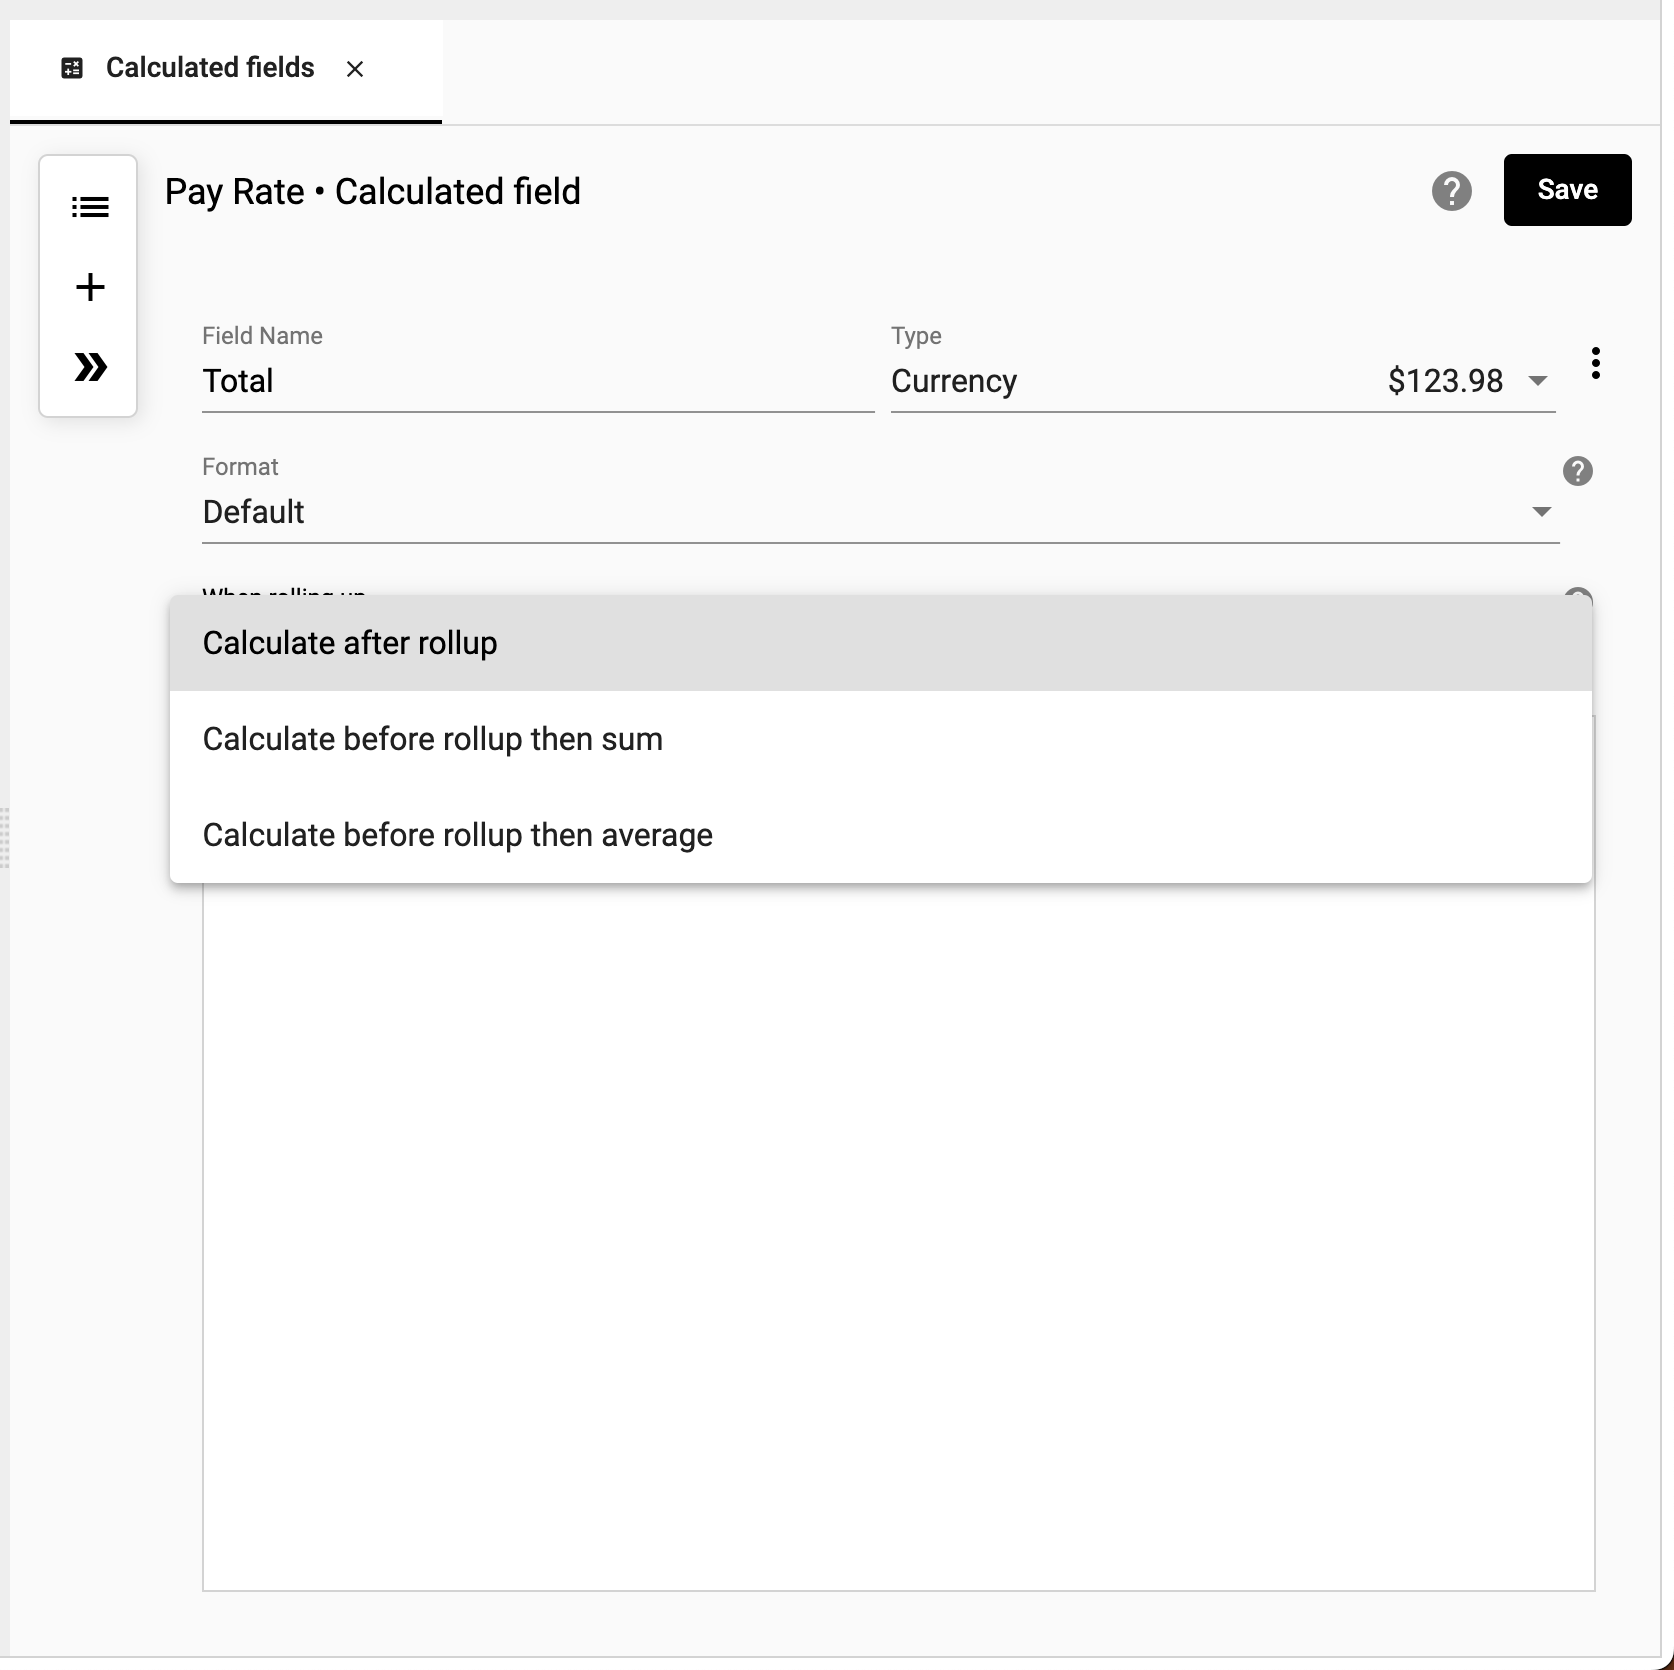 Calculated fields
Pay Rate • Calculated field
Save
Field Name
Type
Total
Currency
$123.98
Format
Default
When rolling up
Calculate after rollup
Calculate before rollup then sum
Calculate before rollup then average